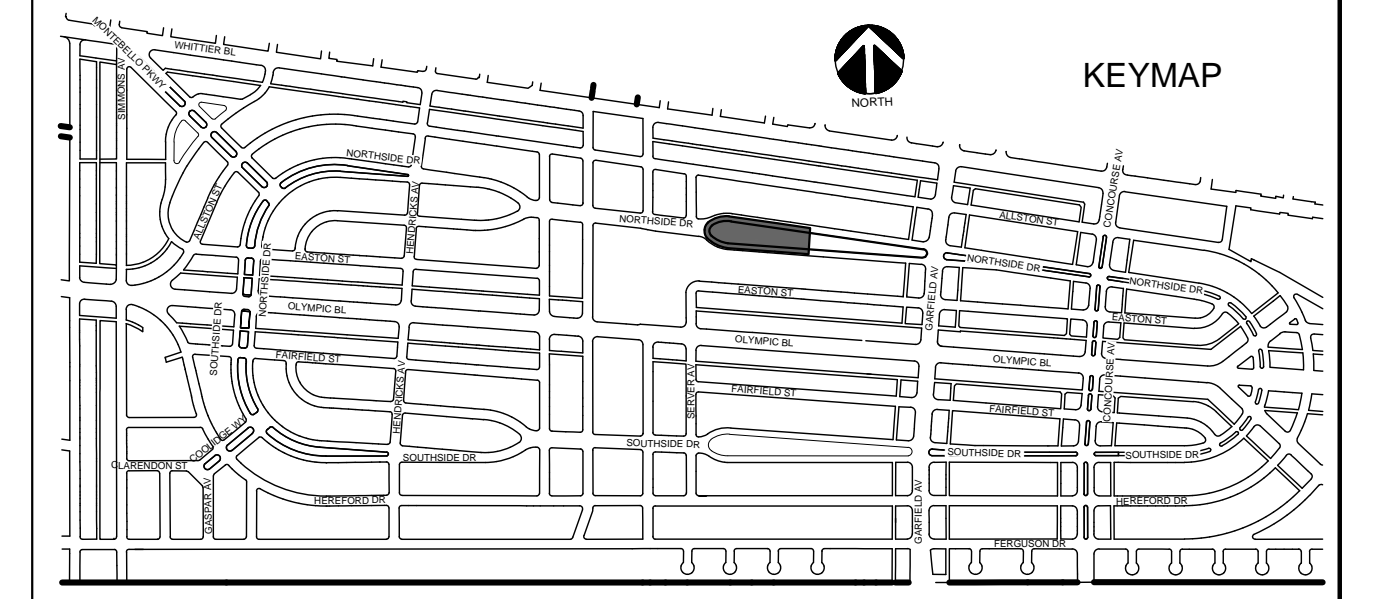 MONTEBELLO PKWY
WHITTIER BL
SIMMONS AV
NORTH
KEYMAP
NORTHSIDE DR
ALLSTON ST
HENDRICKS AV
NORTHSIDE DR
EASTON ST
OLYMPIC BL
SOUTHSIDE DR
FAIRFIELD ST
HENDRICKS AV
COOLIDGE WY
CLARENDON ST
GASPAR AV
SOUTHSIDE DR
HEREFORD DR
NORTHSIDE DR
EASTON ST
OLYMPIC BL
SERVER AV
FAIRFIELD ST
SOUTHSIDE DR
GARFIELD AV
GARFIELD AV
CONCOURSE AV
ALLSTON ST
NORTHSIDE DR
NORTHSIDE DR
EASTON ST
OLYMPIC BL
CONCOURSE AV
FAIRFIELD ST
SOUTHSIDE DR
SOUTHSIDE DR
HEREFORD DR
FERGUSON DR